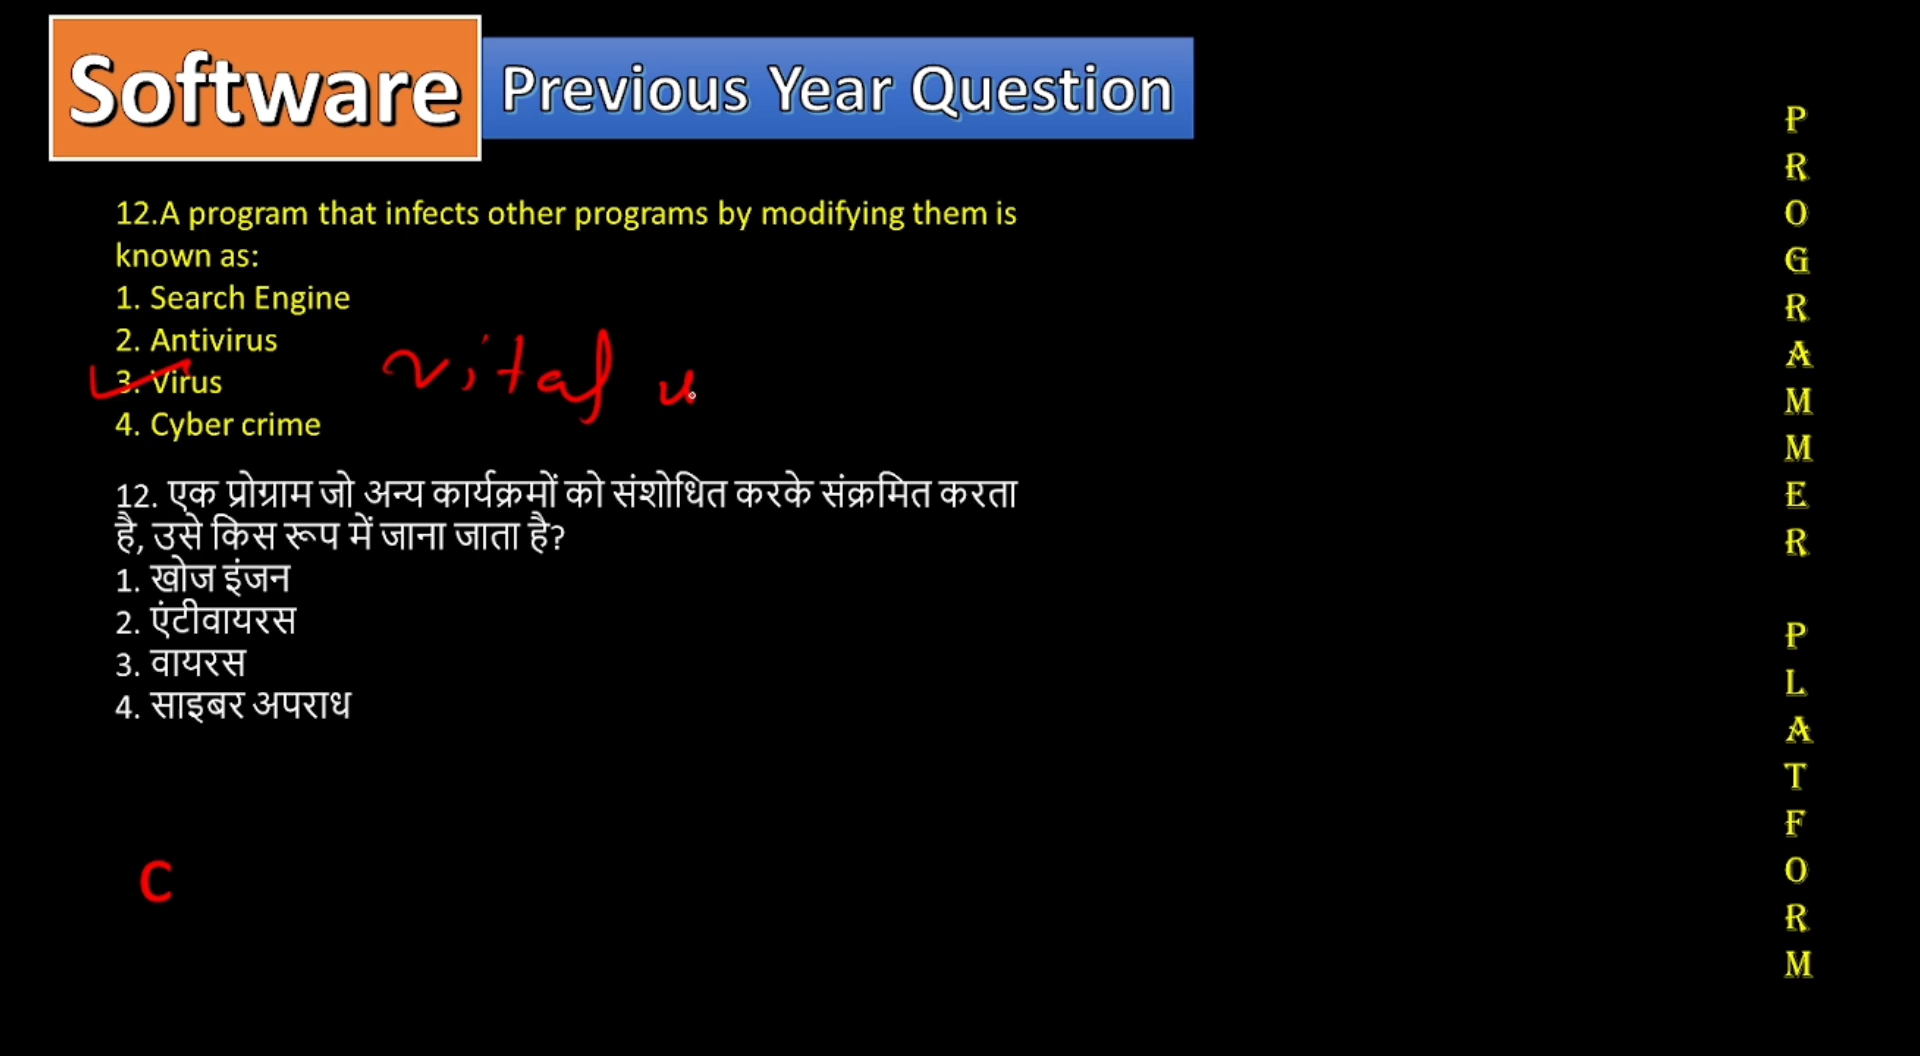 Software
Previous Year Question
12.A program that infects other programs by modifying them is
known as:
1. Search Engine
2. Antivirus
3. Virus
4. Cyber crime
vital u
12. एक प्रोग्राम जो अन्य कार्यक्रमों को संशोधित करके संक्रमित करता
है, उसे किस रूप में जाना जाता है?
1. खोज इंजन
2. एंटीवायरस
3. वायरस
4. साइबर अपराध
C
PROGRAMMER PLATFORM